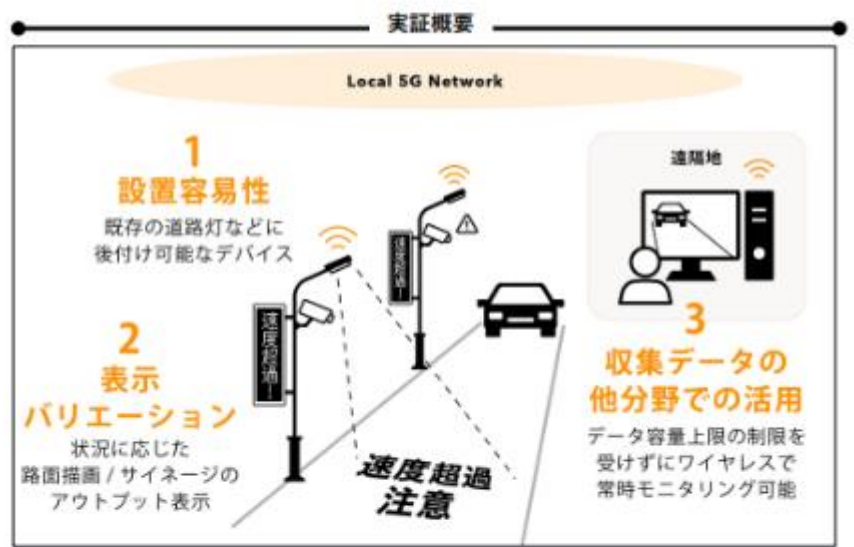 実証概要
Local 5G Network
1
設置容易性
既存の道路灯などに
後付け可能なデバイス
2
表示
バリエーション
状況に応じた
路面描画 / サイネージの
アウトプット表示
速度超過！
速度超過！
速度超過
注意
遠隔地
3
収集データの
他分野での活用
データ容量上限の制限を
受けずにワイヤレスで
常時モニタリング可能